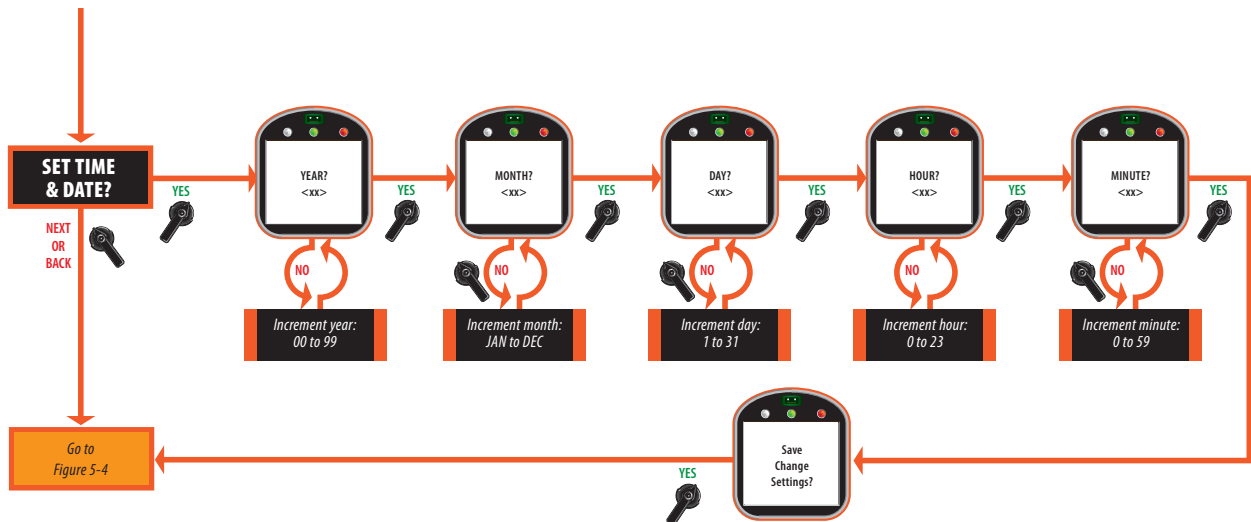 SET TIME
& DATE?
YES
NEXT
OR
BACK
YEAR?
<xx>
YES
NO
Increment year:
00 to 99
MONTH?
<xx>
YES
NO
Increment month:
JAN to DEC
DAY?
<xx>
YES
NO
Increment day:
1 to 31
HOUR?
<xx>
YES
NO
Increment hour:
0 to 23
MINUTE?
<xx>
YES
NO
Increment minute:
0 to 59
Save
Change
Settings?
YES
Go to
Figure 5-4